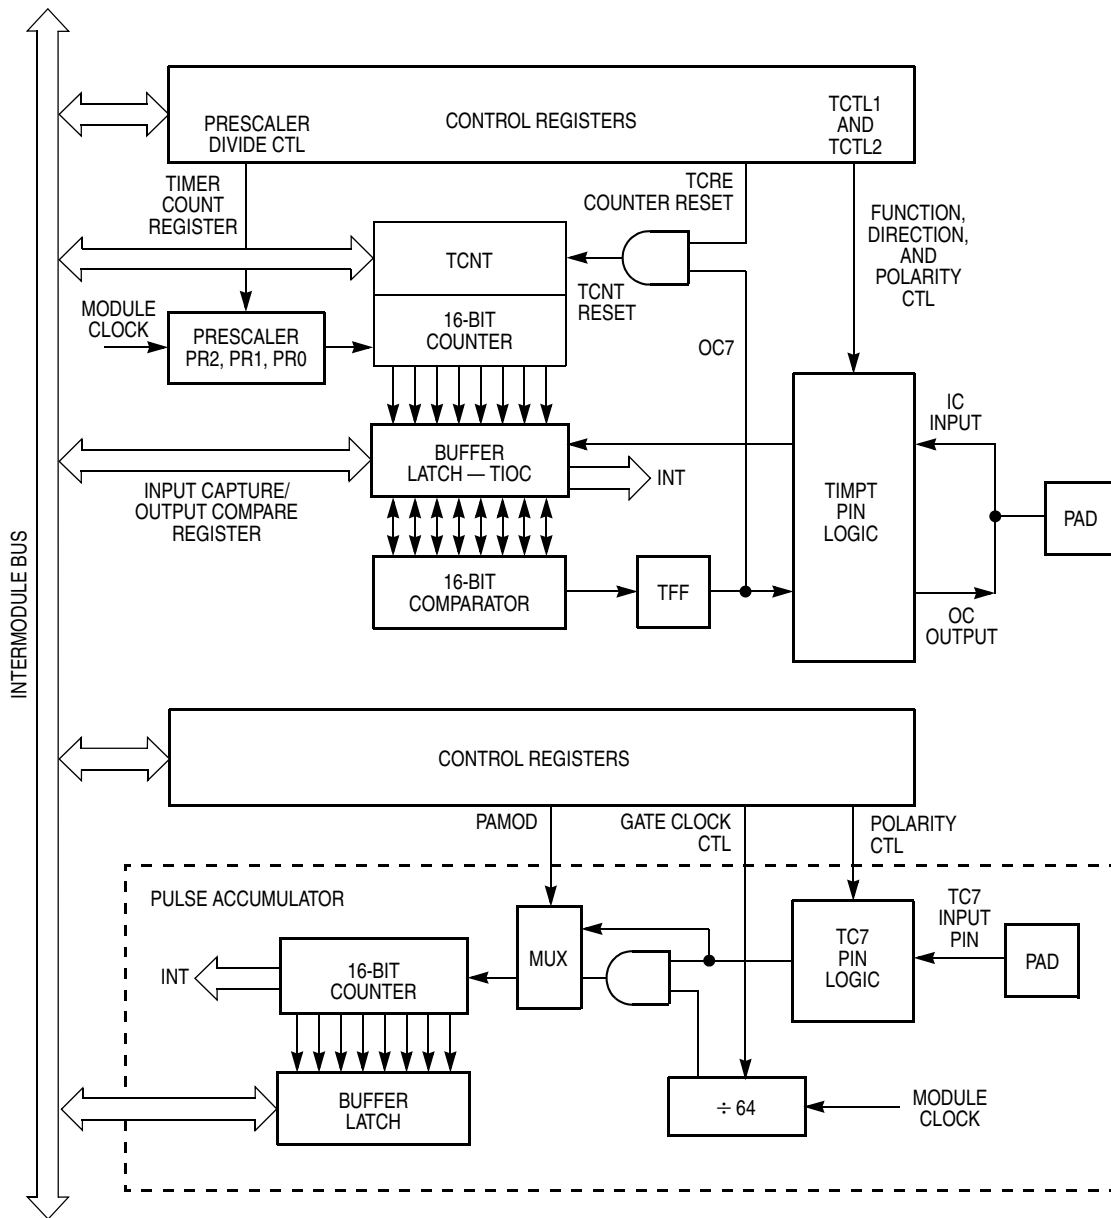 INTERMODULE BUS
PRESCALER
DIVIDE CTL
CONTROL REGISTERS
TCTL1
AND
TCTL2
TIMER
COUNT
REGISTER
TCRE
COUNTER RESET
FUNCTION,
DIRECTION,
AND
POLARITY
CTL
TCNT
TCNT
RESET
MODULE
CLOCK
PRESCALER
PR2, PR1, PR0
16-BIT
COUNTER
OC7
IC
INPUT
BUFFER
LATCH — TIOC
INT
INPUT CAPTURE/
OUTPUT COMPARE
REGISTER
TIMPT
PIN
LOGIC
PAD
16-BIT
COMPARATOR
TFF
OC
OUTPUT
CONTROL REGISTERS
PAMOD
GATE CLOCK
CTL
POLARITY
CTL
PULSE ACCUMULATOR
MUX
TC7
PIN
LOGIC
TC7
INPUT
PIN
PAD
INT
16-BIT
COUNTER
BUFFER
LATCH
÷ 64
MODULE
CLOCK